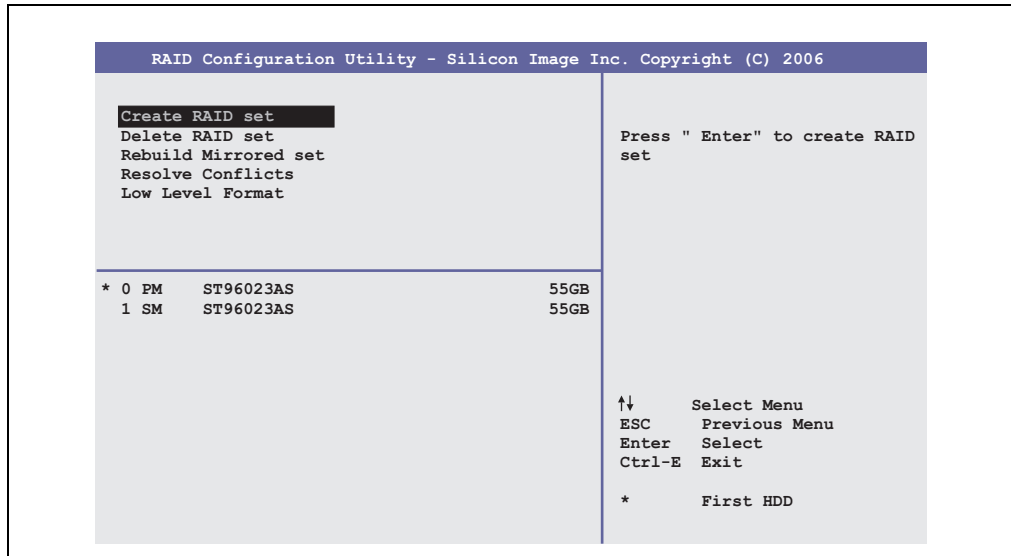 RAID Configuration Utility - Silicon Image Inc. Copyright (C) 2006
Create RAID set
Delete RAID set
Rebuild Mirrored set
Resolve Conflicts
Low Level Format
Press " Enter" to create RAID
set
* 0 PM ST96023AS 55GB
1 SM ST96023AS 55GB
↑↓ Select Menu
ESC Previous Menu
Enter Select
Ctrl-E Exit
* First HDD